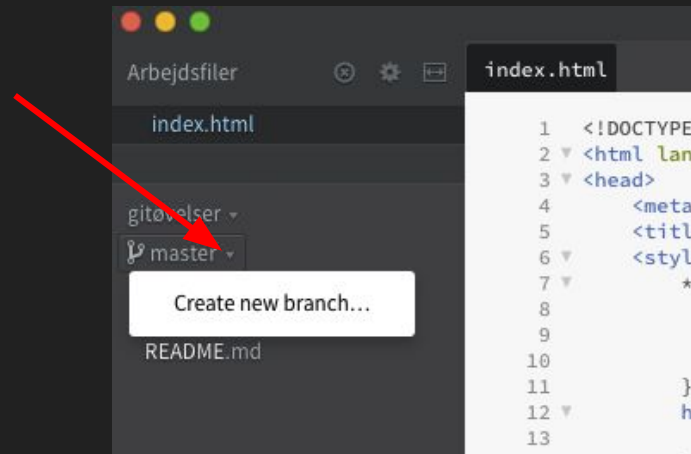 Arbejdsfiler
index.html
gitøvelser
master
Create new branch...
README.md
index.html
1 <!DOCTYPE
2 <html lan
3 <head>
4 <meta
5 <titl
6 <styl
7 *
8
9
10
11 }
12 h
13